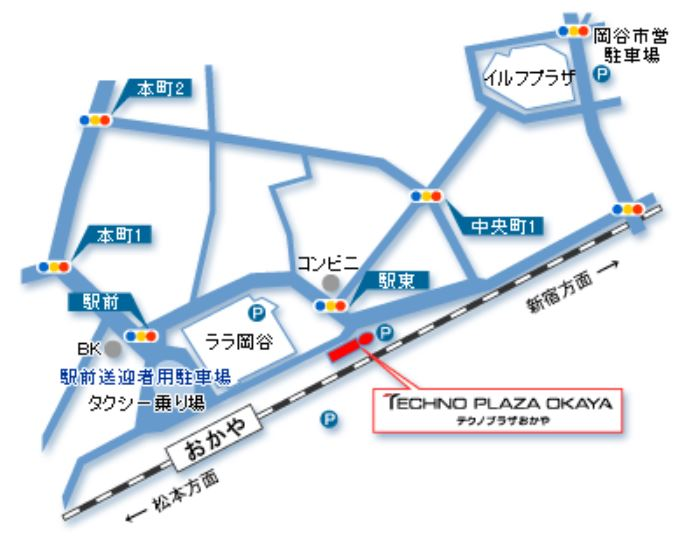 岡谷市営
駐車場
P
イルフプラザ
本町2
中央町1
本町1
コンビニ
駅東
新宿方面 →
駅前
P
ララ岡谷
P
BK
駅前送迎者用駐車場
タクシー乗り場
TECHNO PLAZA OKAYA
テクノプラザおかや
P
おかや
← 松本方面